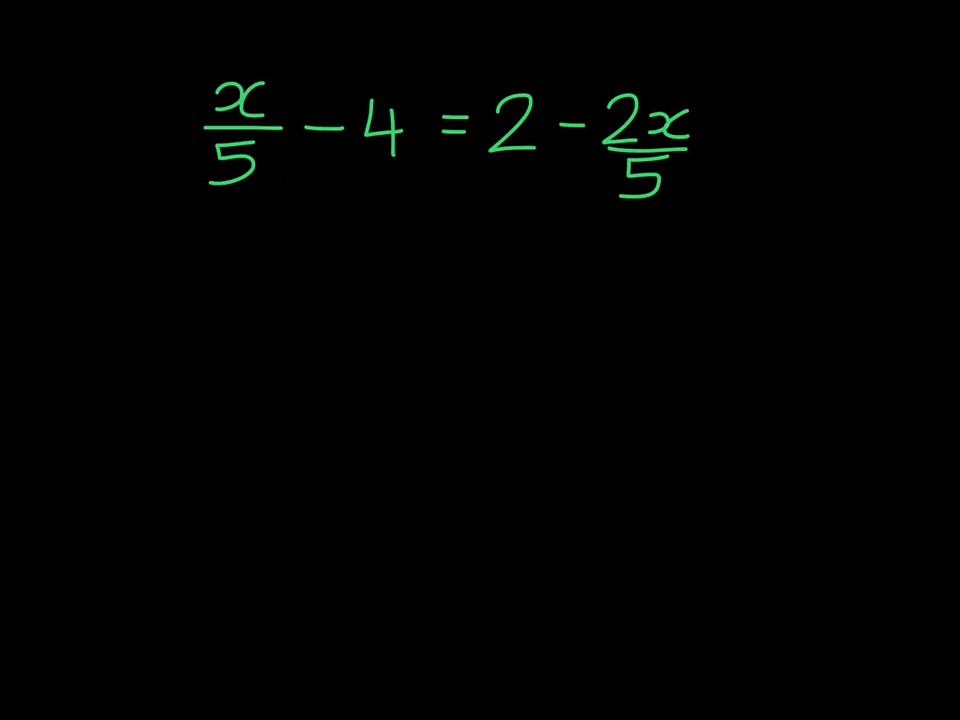 x/5 - 4 = 2 - 2x/5